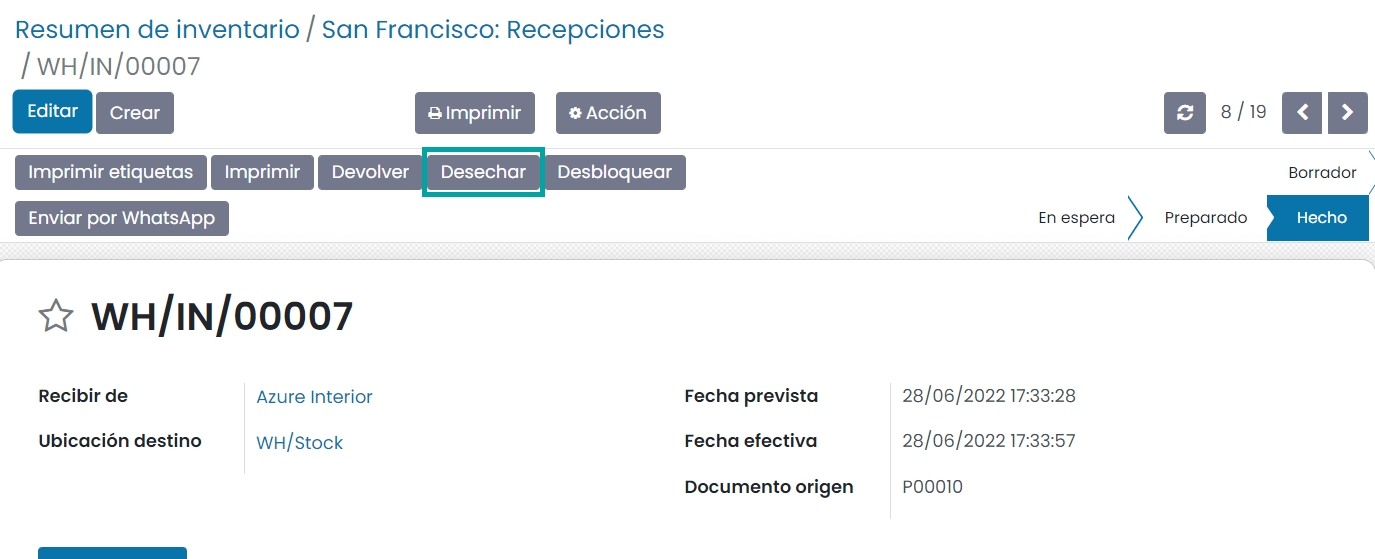 Resumen de inventario / San Francisco: Recepciones
/ WH/IN/00007
Editar Crear Imprimir Acción 8 / 19
Imprimir etiquetas Imprimir Devolver Desechar Desbloquear Borrador
Enviar por WhatsApp En espera Preparado Hecho
WH/IN/00007
Recibir de Azure Interior Fecha prevista 28/06/2022 17:33:28
Ubicación destino WH/Stock Fecha efectiva 28/06/2022 17:33:57
Documento origen P00010